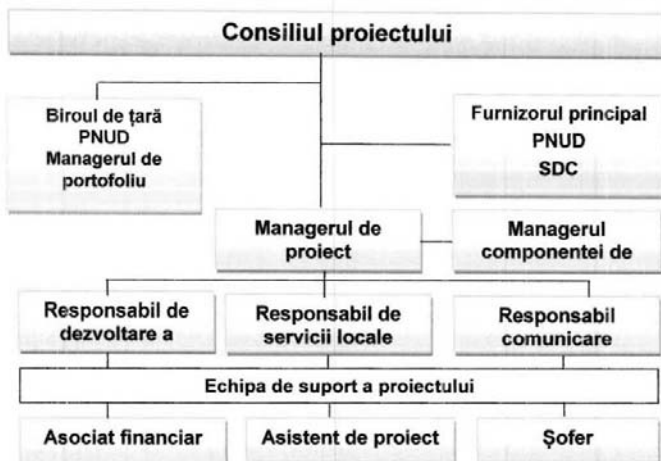 Consiliul proiectului
Biroul de țară
PNUD
Managerul de
portofoliu
Furnizorul principal
PNUD
SDC
Managerul de
proiect
Managerul
componentei de
Responsabil de
dezvoltare a
Responsabil de
servicii locale
Responsabil
comunicare
Echipa de suport a proiectului
Asociat financiar
Asistent de proiect
Șofer